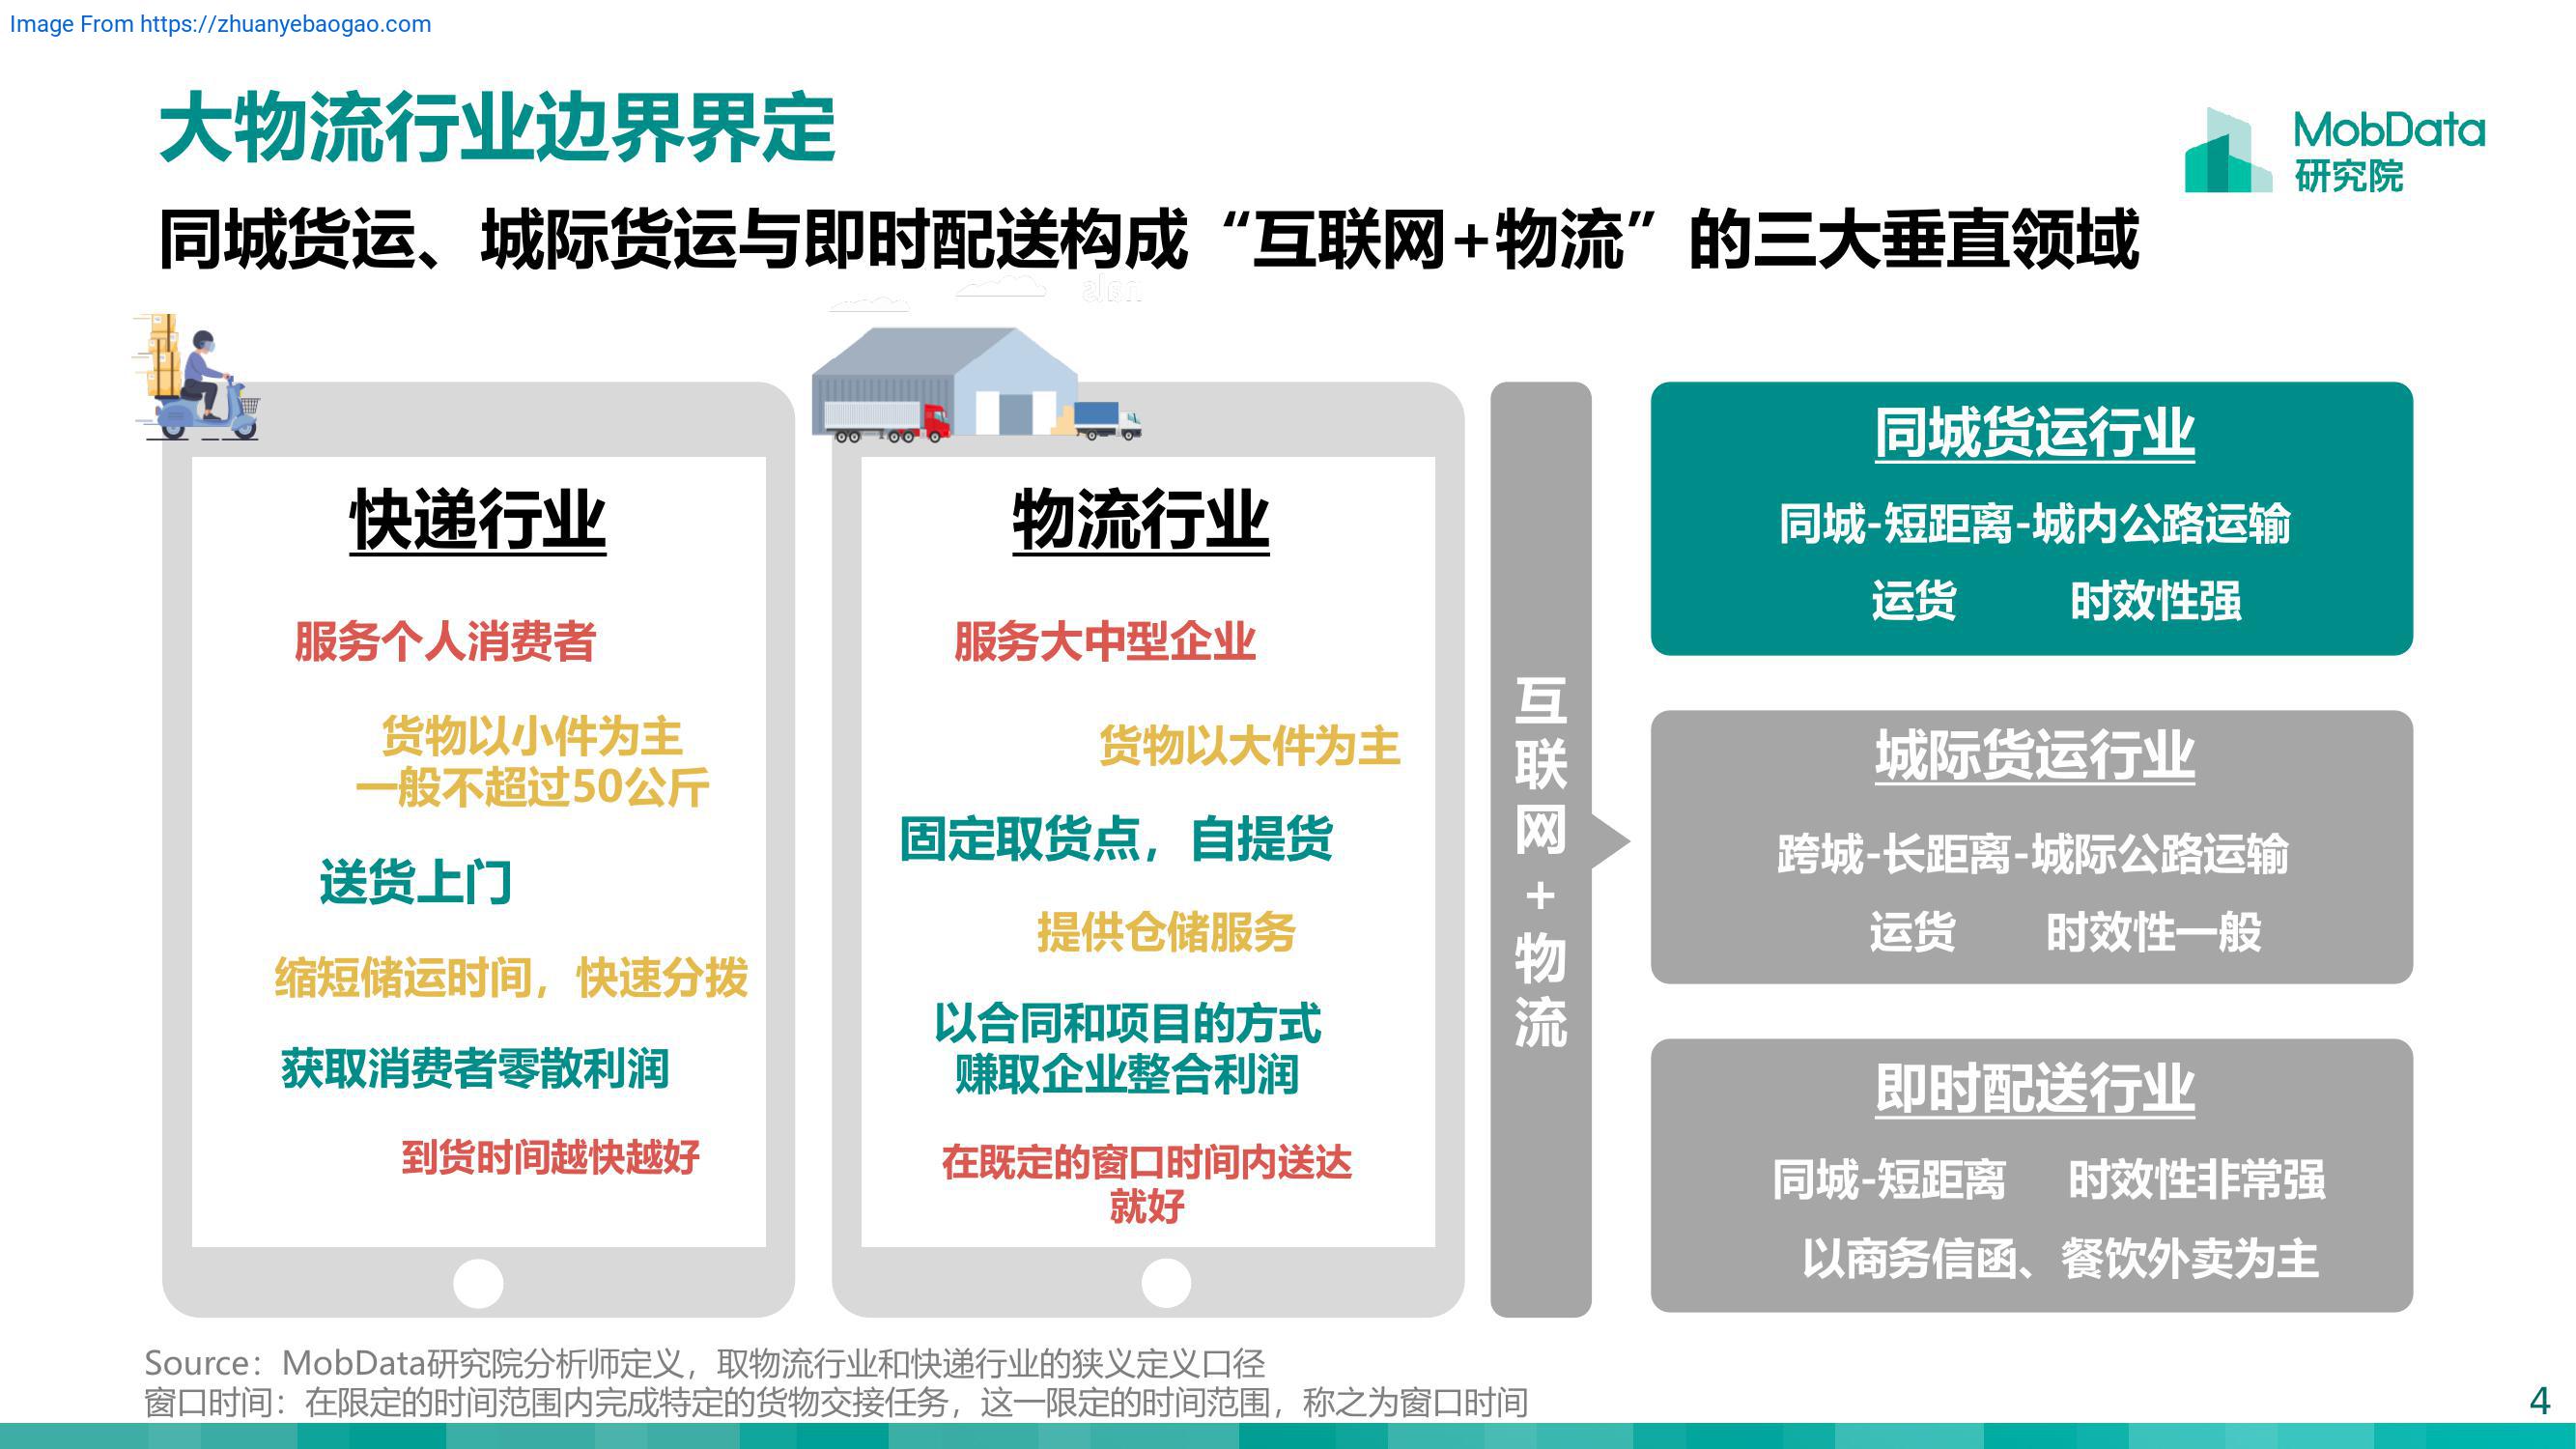 Image From https://zhuanyebaogao.com
大物流行业边界界定
MobData
研究院
同城货运、城际货运与即时配送构成“互联网+物流”的三大垂直领域
快递行业
服务个人消费者
货物以小件为主
一般不超过50公斤
送货上门
缩短储运时间，快速分拨
获取消费者零散利润
到货时间越快越好
物流行业
服务大中型企业
货物以大件为主
固定取货点，自提货
提供仓储服务
以合同和项目的方式
赚取企业整合利润
在既定的窗口时间内送达
就好
互联网+物流
同城货运行业
同城-短距离-城内公路运输
运货 时效性强
城际货运行业
跨城-长距离-城际公路运输
运货 时效性一般
即时配送行业
同城-短距离 时效性非常强
以商务信函、餐饮外卖为主
Source：MobData研究院分析师定义，取物流行业和快递行业的狭义定义口径
窗口时间：在限定的时间范围内完成特定的货物交接任务，这一限定的时间范围，称之为窗口时间
4